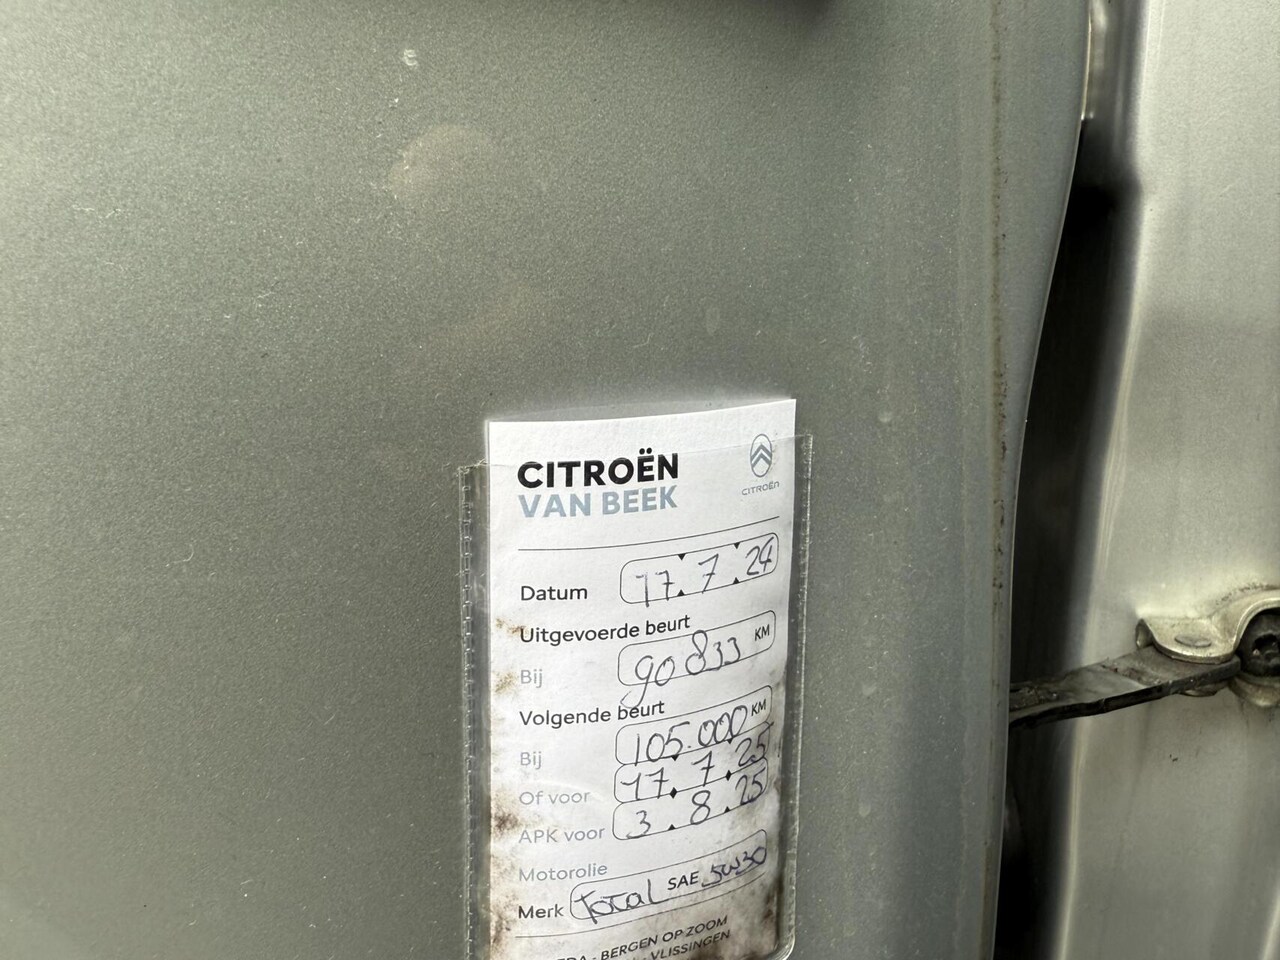 CITROËN
VAN BEEK
CITROËN
Datum 17.7.24
Uitgevoerde beurt
Bij 90833 KM
Volgende beurt
Bij 105.000 KM
Of voor 17.7.25
APK voor 3.8.25
Motorolie
Merk Total SAE 5W30
BERGEN OP ZOOM
VLISSINGEN